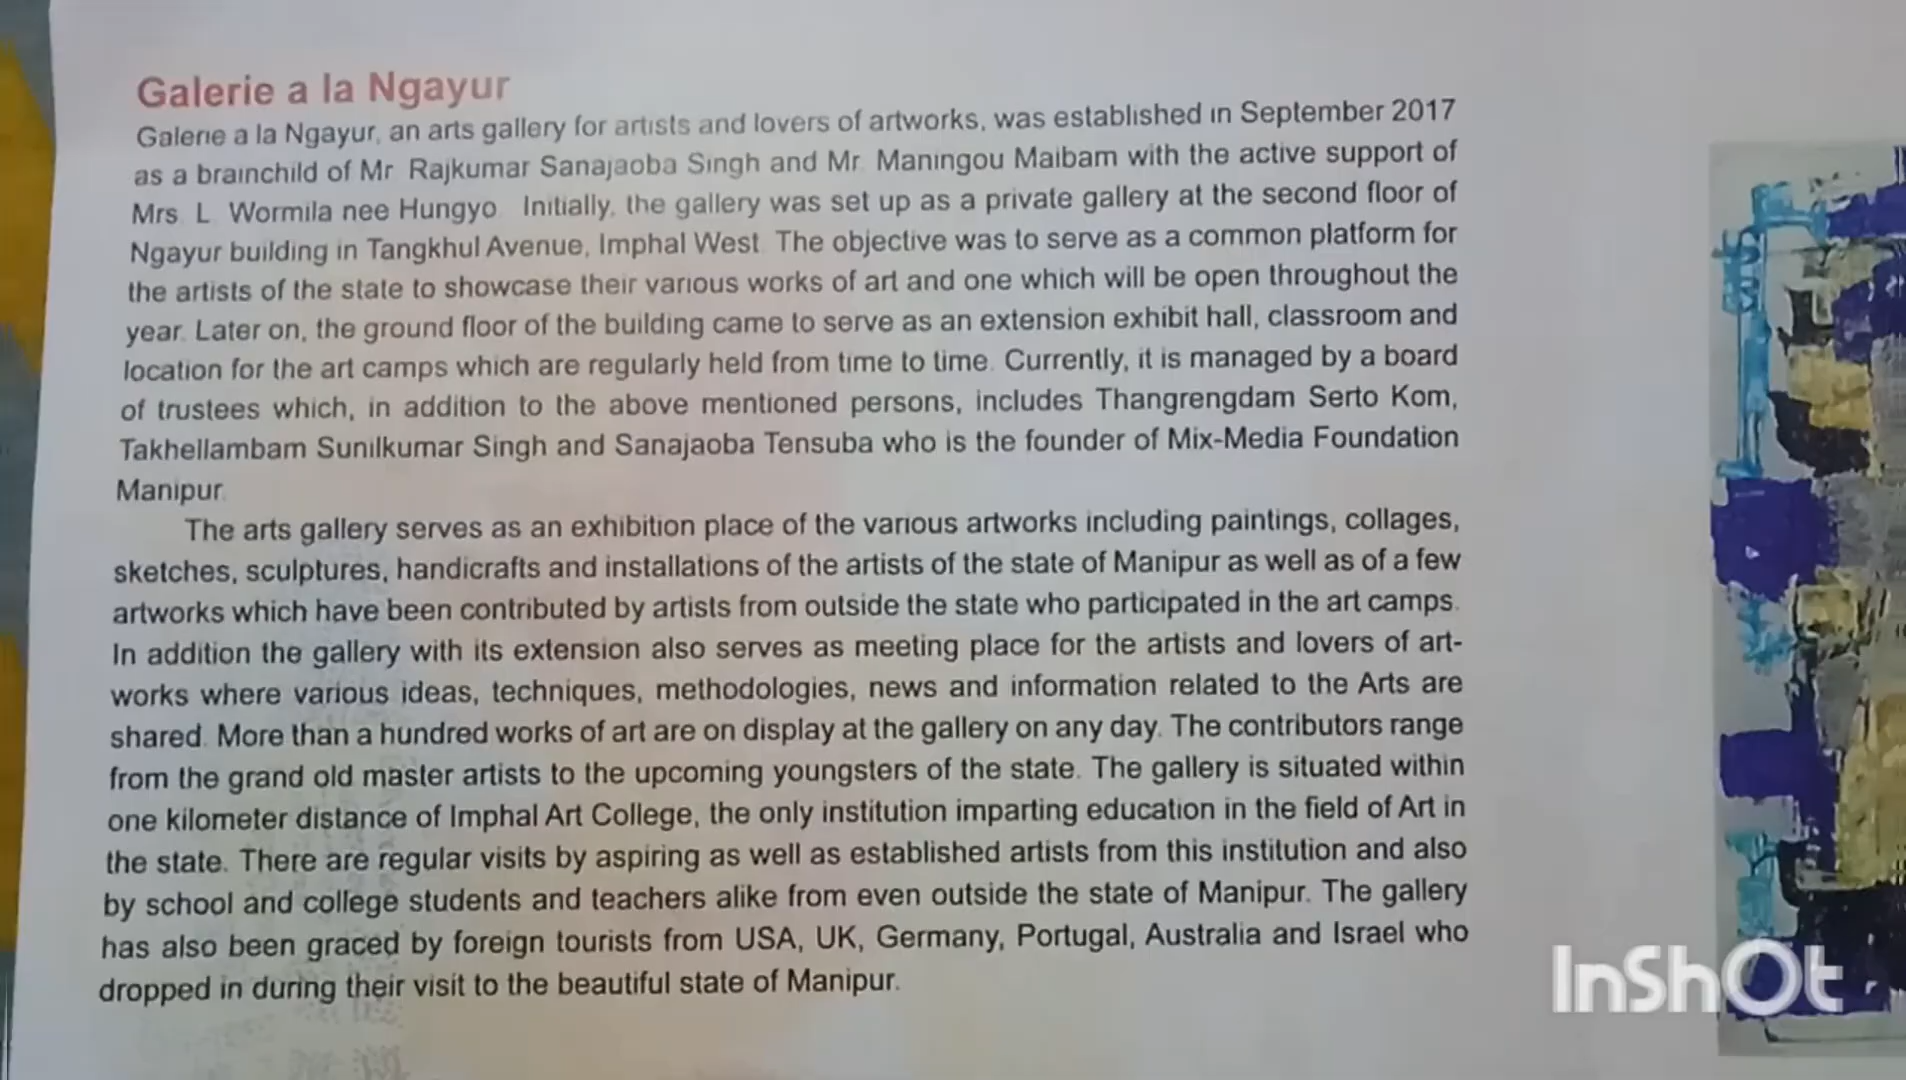 Galerie a la Ngayur
Galerie a la Ngayur, an arts gallery for artists and lovers of artworks, was established in September 2017
as a brainchild of Mr. Rajkumar Sanajaoba Singh and Mr. Maningou Maibam with the active support of
Mrs. L. Wormila nee Hungyo. Initially, the gallery was set up as a private gallery at the second floor of
Ngayur building in Tangkhul Avenue, Imphal West. The objective was to serve as a common platform for
the artists of the state to showcase their various works of art and one which will be open throughout the
year. Later on, the ground floor of the building came to serve as an extension exhibit hall, classroom and
location for the art camps which are regularly held from time to time. Currently, it is managed by a board
of trustees which, in addition to the above mentioned persons, includes Thangrengdam Serto Kom,
Takhellambam Sunilkumar Singh and Sanajaoba Tensuba who is the founder of Mix-Media Foundation
Manipur.
The arts gallery serves as an exhibition place of the various artworks including paintings, collages,
sketches, sculptures, handicrafts and installations of the artists of the state of Manipur as well as of a few
artworks which have been contributed by artists from outside the state who participated in the art camps.
In addition the gallery with its extension also serves as meeting place for the artists and lovers of art-
works where various ideas, techniques, methodologies, news and information related to the Arts are
shared. More than a hundred works of art are on display at the gallery on any day. The contributors range
from the grand old master artists to the upcoming youngsters of the state. The gallery is situated within
one kilometer distance of Imphal Art College, the only institution imparting education in the field of Art in
the state. There are regular visits by aspiring as well as established artists from this institution and also
by school and college students and teachers alike from even outside the state of Manipur. The gallery
has also been graced by foreign tourists from USA, UK, Germany, Portugal, Australia and Israel who
dropped in during their visit to the beautiful state of Manipur.
InShOt